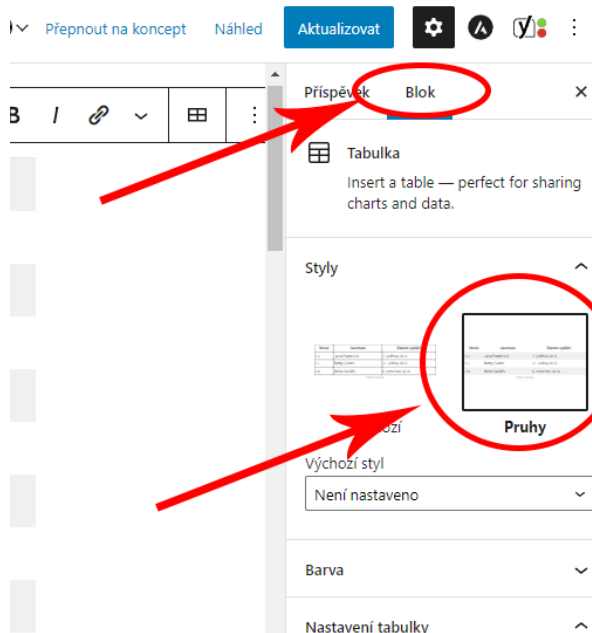 Přepnout na koncept Náhled Aktualizovat
B I
Příspěvek Blok
Tabulka
Insert a table — perfect for sharing
charts and data.
Styly
Pruhy
Výchozí styl
Není nastaveno
Barva
Nastavení tabulky